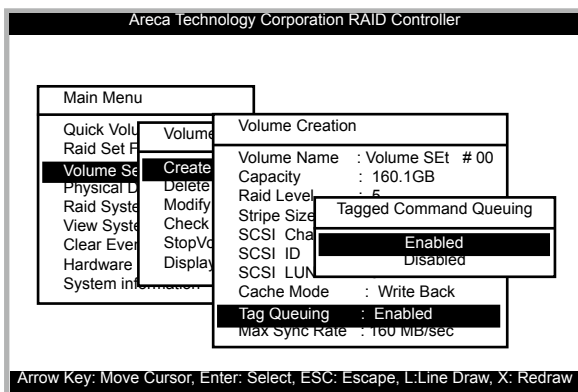 Areca Technology Corporation RAID Controller
Main Menu
Quick Volu
Raid Set F
Volume Se
Physical D
Raid Syste
View Syste
Clear Even
Hardware
System information
Volume
Create
Delete
Modify
Check
StopVo
Display
Volume Creation
Volume Name : Volume SEt # 00
Capacity : 160.1GB
Raid Level : 5
Stripe Size
SCSI Cha
SCSI ID
SCSI LUN
Cache Mode : Write Back
Tag Queuing : Enabled
Max Sync Rate : 160 MB/sec
Tagged Command Queuing
Enabled
Disabled
Arrow Key: Move Cursor, Enter: Select, ESC: Escape, L:Line Draw, X: Redraw